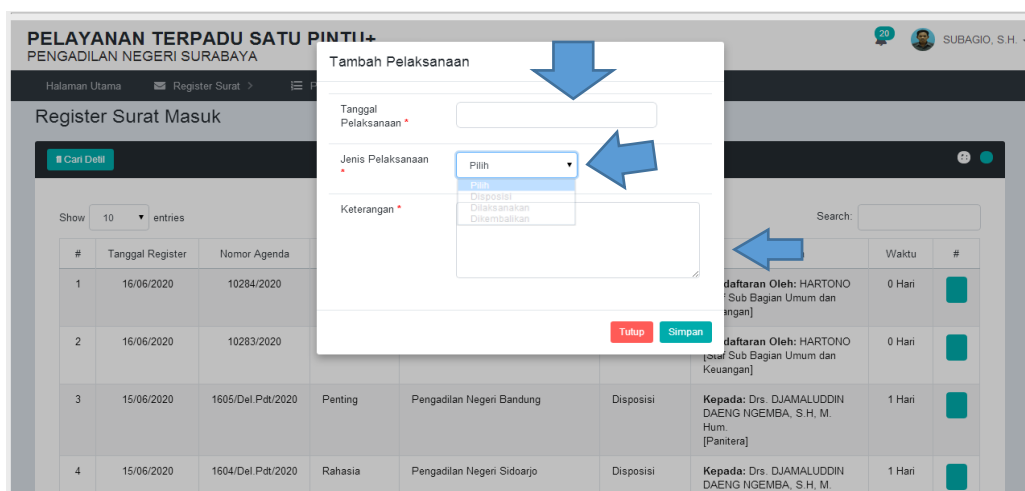 PELAYANAN TERPADU SATU PINTU+
PENGADILAN NEGERI SURABAYA
20
SUBAGIO, S.H.
Halaman Utama
Register Surat >
Register Surat Masuk
Cari Detil
Tambah Pelaksanaan
Tanggal
Pelaksanaan *
Jenis Pelaksanaan
*
Pilih
Pilih
Disposisi
Dilaksanakan
Dikembalikan
Keterangan *
Tutup Simpan
Show 10 entries
Search:
# Tanggal Register Nomor Agenda Waktu #
1 16/06/2020 10284/2020 Oleh: HARTONO 0 Hari
Sub Bagian Umum dan
2 16/06/2020 10283/2020 Oleh: HARTONO 0 Hari
[Staf Sub Bagian Umum dan
Keuangan]
3 15/06/2020 1605/Del.Pdt/2020 Penting Pengadilan Negeri Bandung Disposisi Kepada: Drs. DJAMALUDDIN 1 Hari
DAENG NGEMBA, S.H, M.
Hum.
[Panitera]
4 15/06/2020 1604/Del.Pdt/2020 Rahasia Pengadilan Negeri Sidoarjo Disposisi Kepada: Drs. DJAMALUDDIN 1 Hari
DAENG NGEMBA, S.H, M.